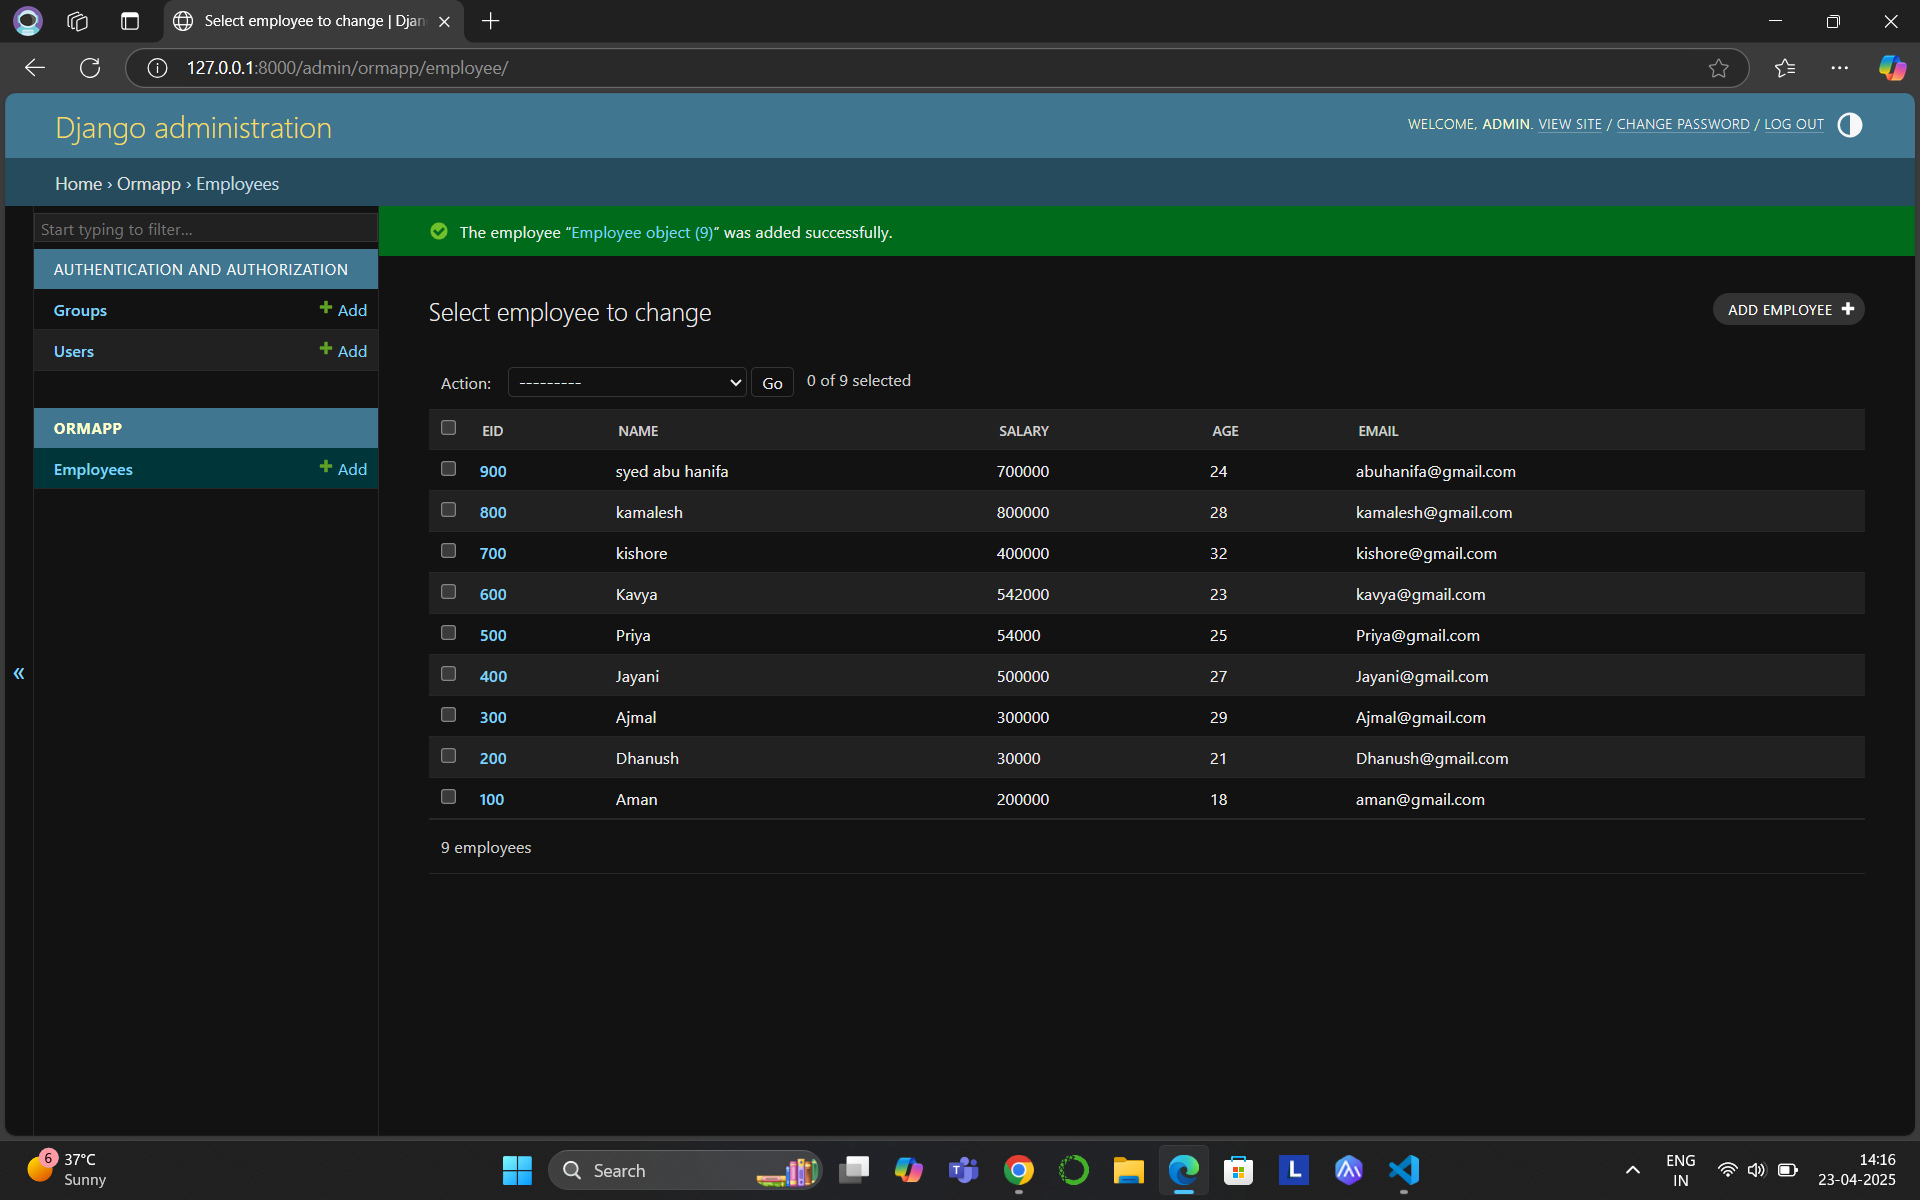 Select employee to change | Djan
127.0.0.1:8000/admin/ormapp/employee/
Django administration
WELCOME, ADMIN. VIEW SITE / CHANGE PASSWORD / LOG OUT
Home › Ormapp › Employees
Start typing to filter...
AUTHENTICATION AND AUTHORIZATION
Groups + Add
Users + Add
ORMAPP
Employees + Add
«
The employee “Employee object (9)” was added successfully.
Select employee to change
ADD EMPLOYEE +
Action: --------- Go 0 of 9 selected
EID NAME SALARY AGE EMAIL
900 syed abu hanifa 700000 24 abuhanifa@gmail.com
800 kamalesh 800000 28 kamalesh@gmail.com
700 kishore 400000 32 kishore@gmail.com
600 Kavya 542000 23 kavya@gmail.com
500 Priya 54000 25 Priya@gmail.com
400 Jayani 500000 27 Jayani@gmail.com
300 Ajmal 300000 29 Ajmal@gmail.com
200 Dhanush 30000 21 Dhanush@gmail.com
100 Aman 200000 18 aman@gmail.com
9 employees
6
37°C
Sunny
Search
L
ENG
IN
14:16
23-04-2025